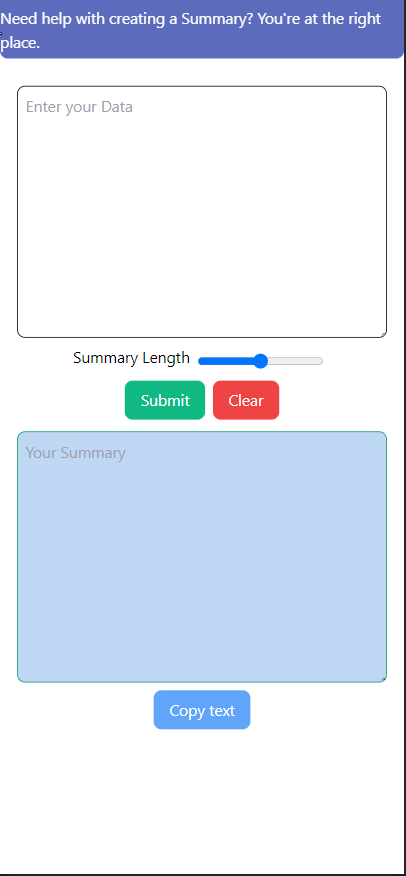 Need help with creating a Summary? You're at the right
place.
Enter your Data
Summary Length
Submit Clear
Your Summary
Copy text